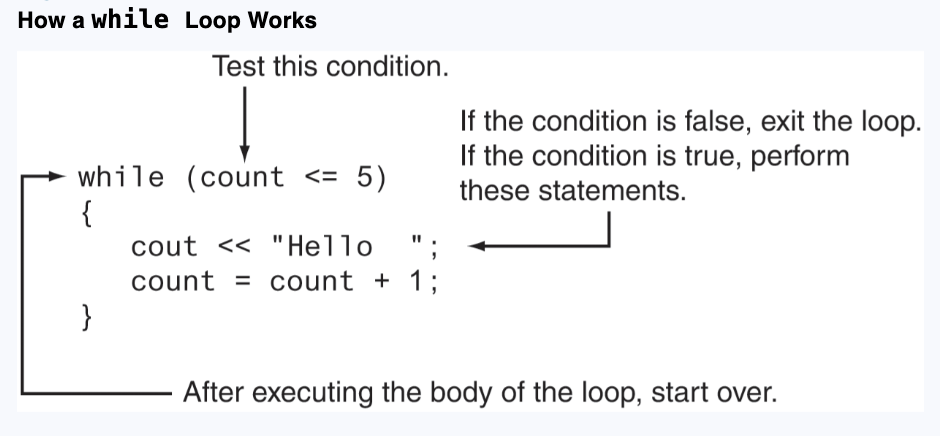 How a while Loop Works
Test this condition.
If the condition is false, exit the loop.
If the condition is true, perform
these statements.
while (count <= 5)
{
cout << "Hello  ";
count = count + 1;
}
After executing the body of the loop, start over.